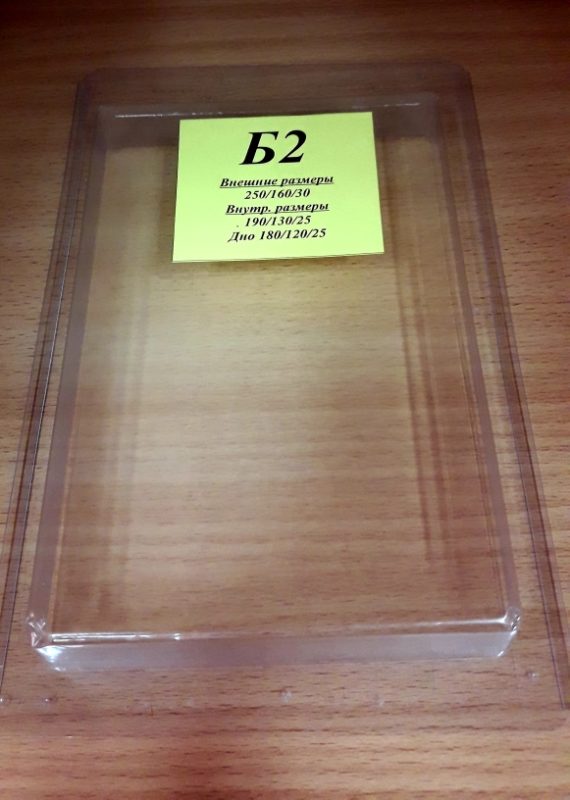 Б2
Внешние размеры
250/160/30
Внутр. размеры
190/130/25
Дно 180/120/25